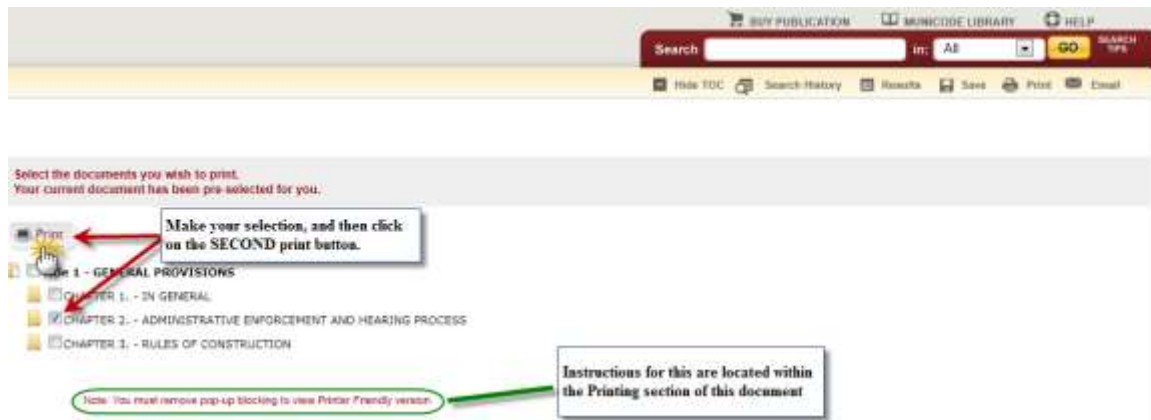 BUY PUBLICATION MUNICODE LIBRARY HELP
Search in: All GO SEARCH TIPS
Hide TOC Search History Results Save Print Email
Select the documents you wish to print.
Your current document has been pre-selected for you.
Print
Make your selection, and then click
on the SECOND print button.
1 - GENERAL PROVISIONS
CHAPTER 1. - IN GENERAL
CHAPTER 2. - ADMINISTRATIVE ENFORCEMENT AND HEARING PROCESS
CHAPTER 3. - RULES OF CONSTRUCTION
Instructions for this are located within
the Printing section of this document
Note: You must remove pop-up blocking to view Printer Friendly version